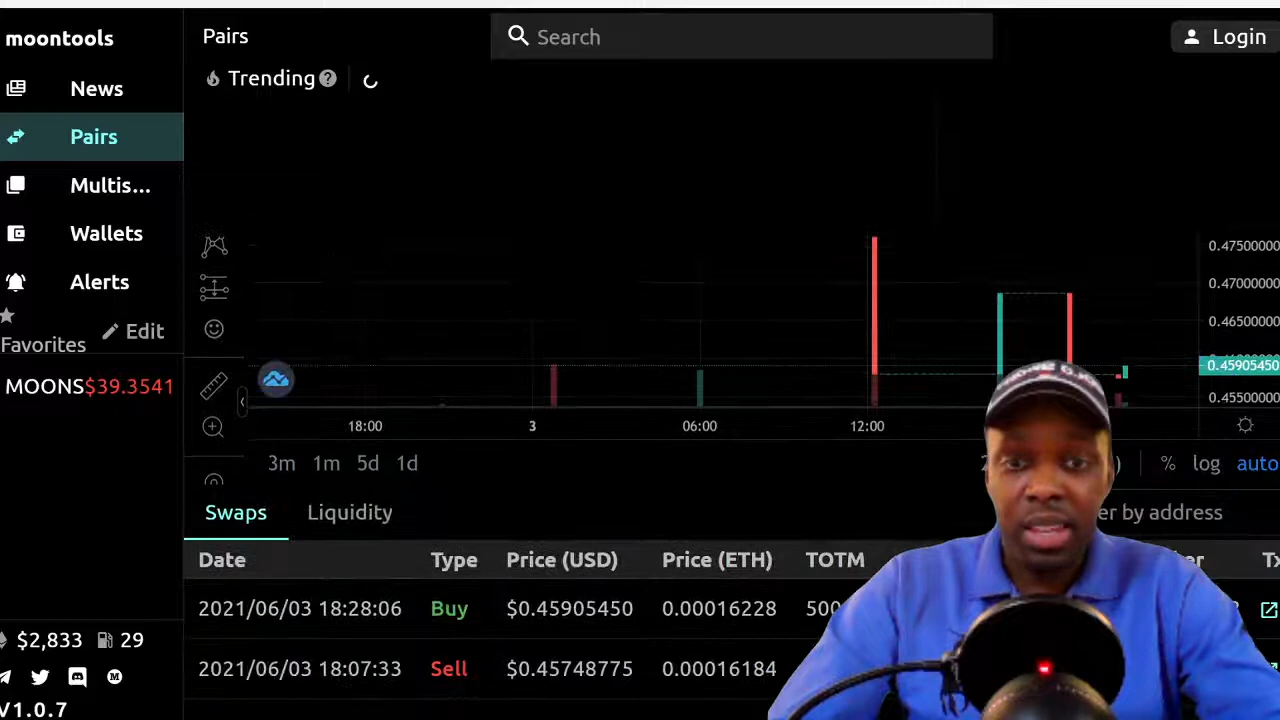 moontools
Pairs
Search
Login
Trending
News
Pairs
Multis...
Wallets
Alerts
Favorites
Edit
MOONS $39.3541
0.47500000
0.47000000
0.46500000
0.45905450
0.45500000
18:00 3 06:00 12:00
3m 1m 5d 1d
% log auto
Swaps Liquidity
by address
Date Type Price (USD) Price (ETH) TOTM
2021/06/03 18:28:06 Buy $0.45905450 0.00016228 500
2021/06/03 18:07:33 Sell $0.45748775 0.00016184
$2,833 29
V1.0.7